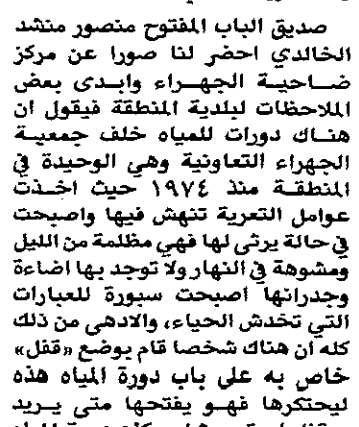 صديق الباب المفتوح منصور منشد
الخالدي احضر لنا صورا عن مركز
ضاحية الجهراء وابدى بعض
الملاحظات لبلدية المنطقة فيقول ان
هناك دورات للمياه خلف جمعية
الجهراء التعاونية وهي الوحيدة في
المنطقة منذ ١٩٧٤ حيث اخذت
عوامل التعرية تنهش فيها واصبحت
في حالة يرثى لها فهي مظلمة من الليل
ومشوهة في النهار ولا توجد بها اضاءة
وجدرانها اصبحت سبورة للعبارات
التي تخدش الحياء، والادهى من ذلك
كله ان هناك شخصا قام بوضع «قفل»
خاص به على باب دورة المياه هذه
ليحتكرها فهو يفتحها متى يريد